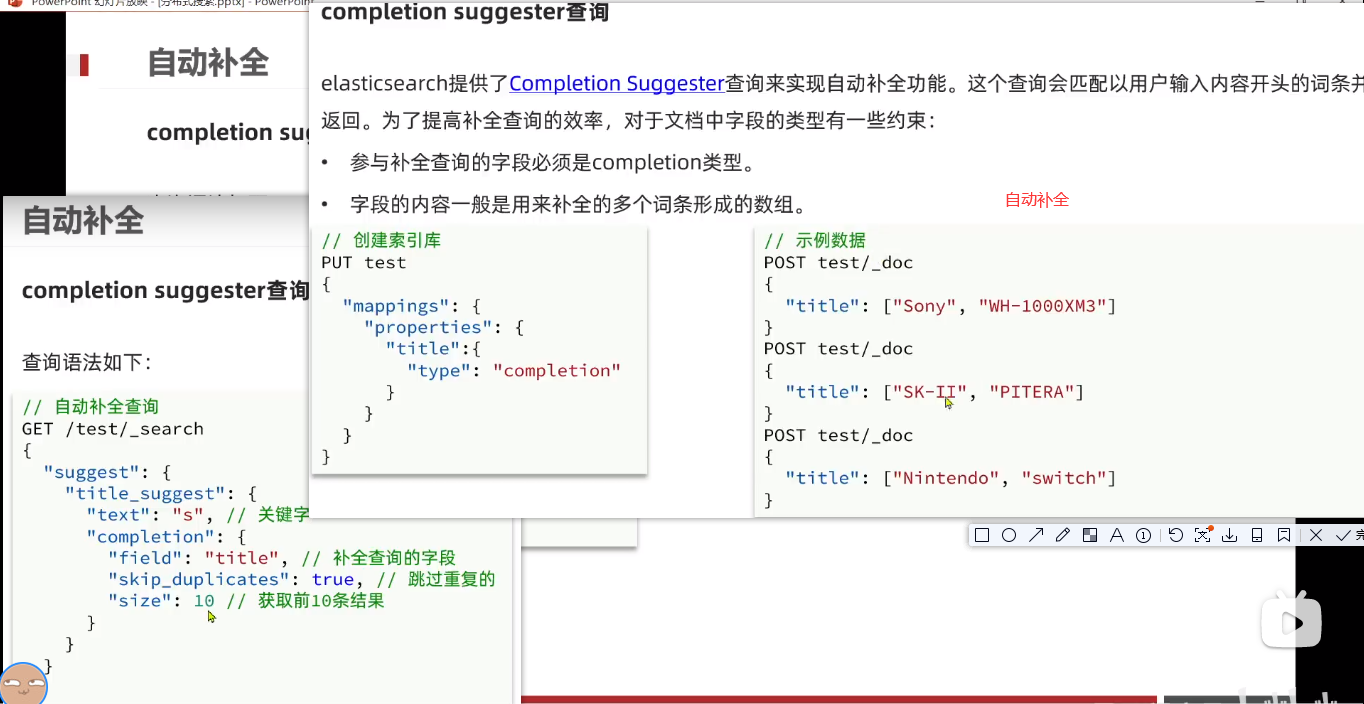 PowerPoint 幻灯片放映 - [分布式搜索.pptx] - PowerPoint
自动补全
completion su
completion suggester查询
elasticsearch提供了Completion Suggester查询来实现自动补全功能。这个查询会匹配以用户输入内容开头的词条并
返回。为了提高补全查询的效率，对于文档中字段的类型有一些约束：
• 参与补全查询的字段必须是completion类型。
• 字段的内容一般是用来补全的多个词条形成的数组。
自动补全
// 创建索引库
PUT test
{
  "mappings": {
    "properties": {
      "title":{
        "type": "completion"
      }
    }
  }
}
// 示例数据
POST test/_doc
{
  "title": ["Sony", "WH-1000XM3"]
}
POST test/_doc
{
  "title": ["SK-II", "PITERA"]
}
POST test/_doc
{
  "title": ["Nintendo", "switch"]
}
自动补全
completion suggester查询
查询语法如下：
// 自动补全查询
GET /test/_search
{
  "suggest": {
    "title_suggest": {
      "text": "s", // 关键字
      "completion": {
        "field": "title", // 补全查询的字段
        "skip_duplicates": true, // 跳过重复的
        "size": 10 // 获取前10条结果
      }
    }
  }